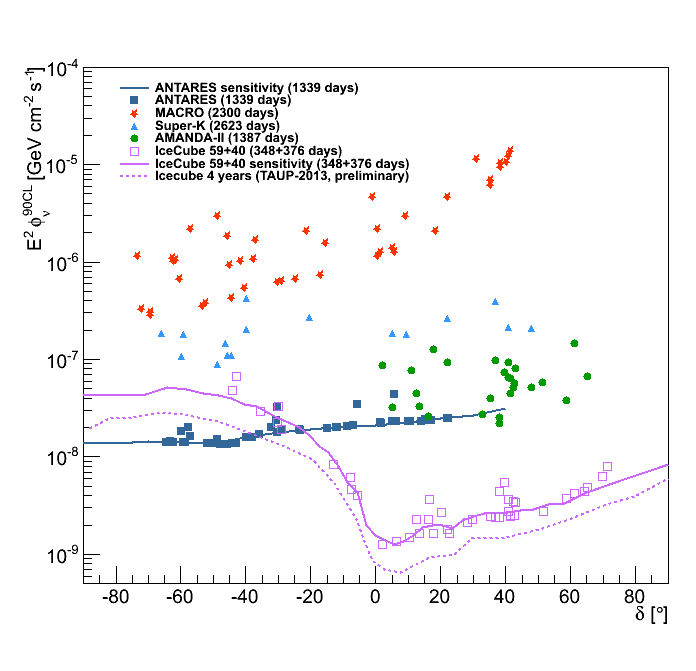 10^-4
10^-5
10^-6
10^-7
10^-8
10^-9
E² ϕ_ν^90CL [GeV cm^-2 s^-1]
ANTARES sensitivity (1339 days)
ANTARES (1339 days)
MACRO (2300 days)
Super-K (2623 days)
AMANDA-II (1387 days)
IceCube 59+40 (348+376 days)
IceCube 59+40 sensitivity (348+376 days)
Icecube 4 years (TAUP-2013, preliminary)
-80 -60 -40 -20 0 20 40 60 80
δ [°]